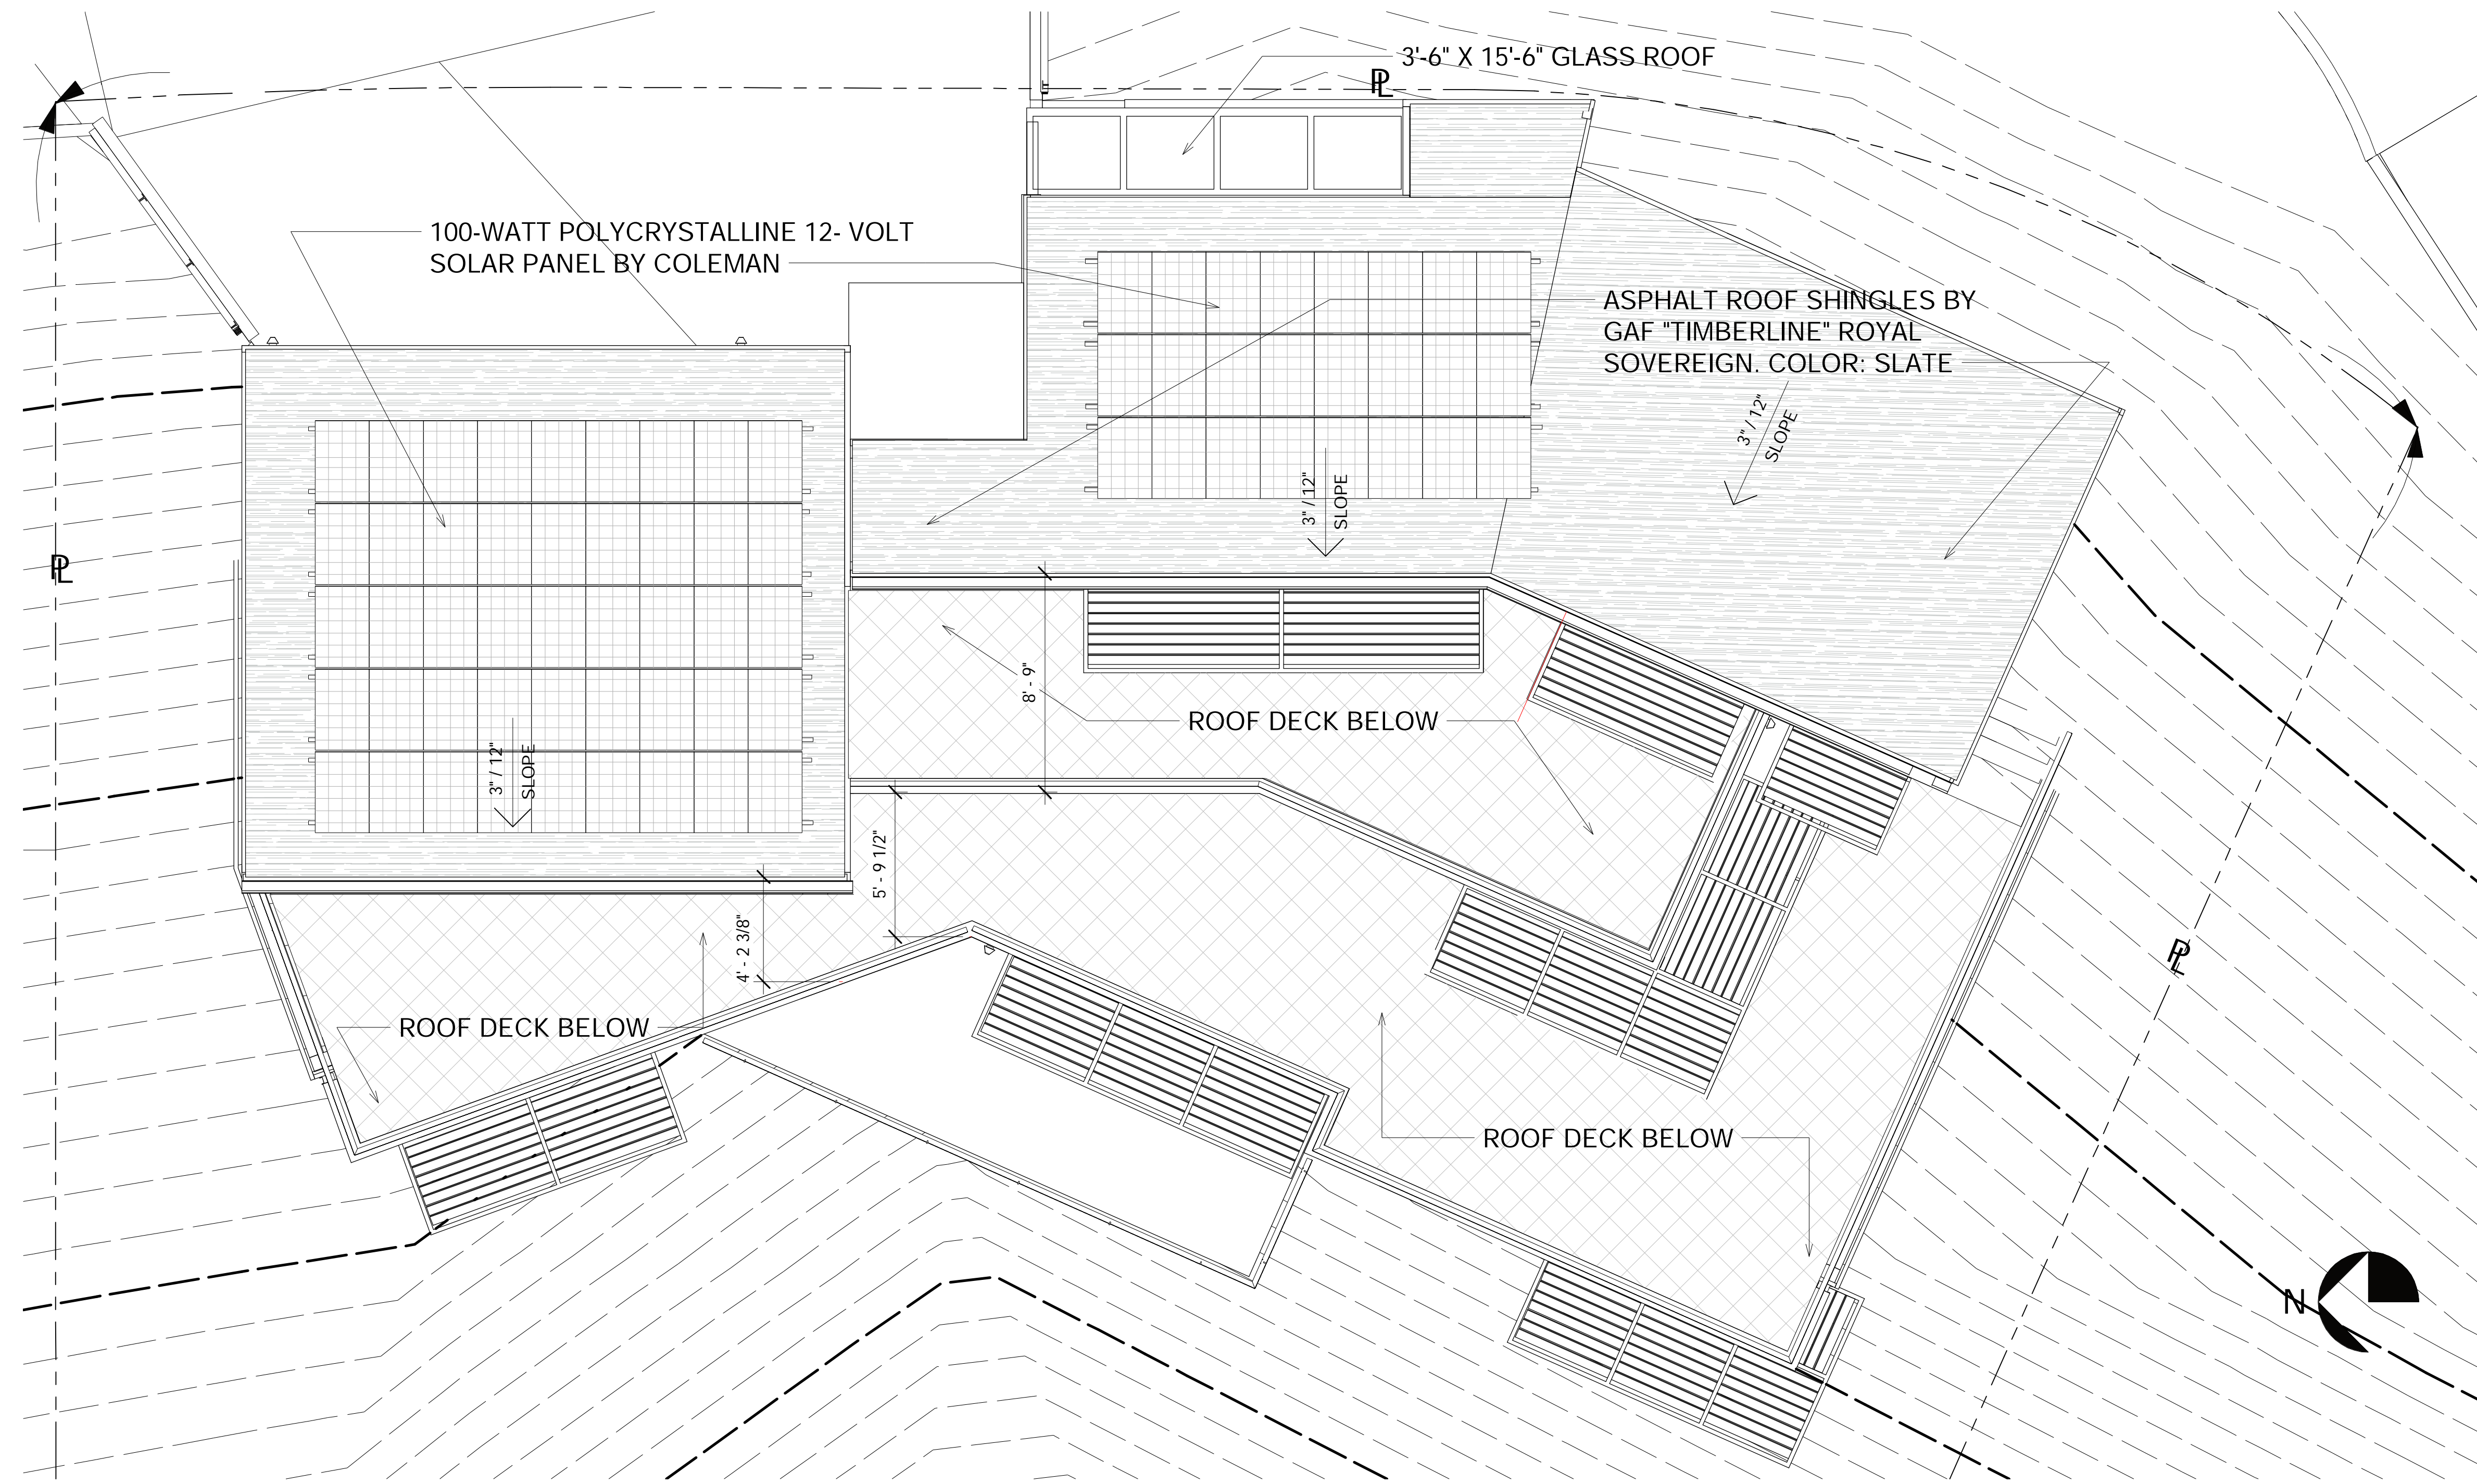 3'-6" X 15'-6" GLASS ROOF
PL
100-WATT POLYCRYSTALLINE 12- VOLT
SOLAR PANEL BY COLEMAN
ASPHALT ROOF SHINGLES BY
GAF "TIMBERLINE" ROYAL
SOVEREIGN. COLOR: SLATE
3" / 12"
SLOPE
3" / 12"
SLOPE
PL
8' - 9"
ROOF DECK BELOW
3" / 12"
SLOPE
5' - 9 1/2"
4' - 2 3/8"
PL
ROOF DECK BELOW
ROOF DECK BELOW
N